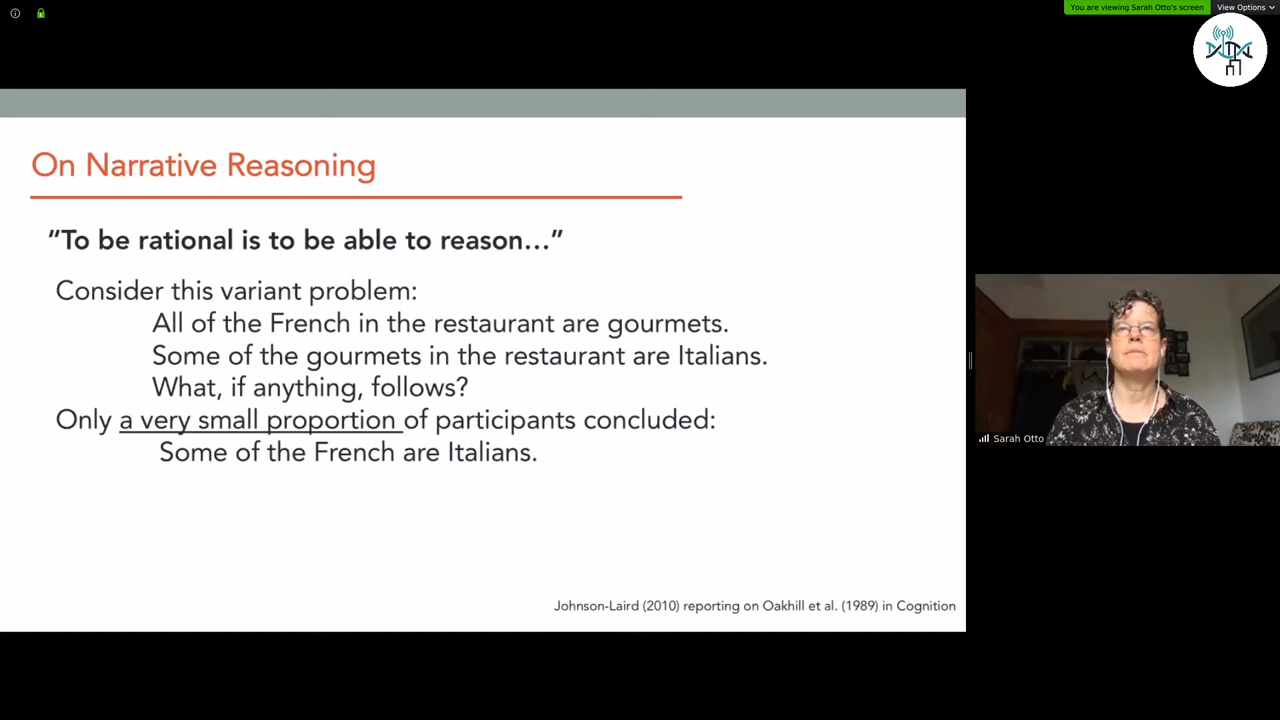 You are viewing Sarah Otto's screen
View Options
On Narrative Reasoning
“To be rational is to be able to reason…”
Consider this variant problem:
All of the French in the restaurant are gourmets.
Some of the gourmets in the restaurant are Italians.
What, if anything, follows?
Only a very small proportion of participants concluded:
Some of the French are Italians.
Sarah Otto
Johnson-Laird (2010) reporting on Oakhill et al. (1989) in Cognition